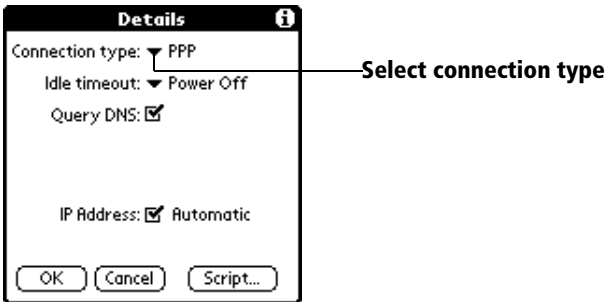 Details
Connection type: PPP
Select connection type
Idle timeout: Power Off
Query DNS:
IP Address: Automatic
OK Cancel Script...